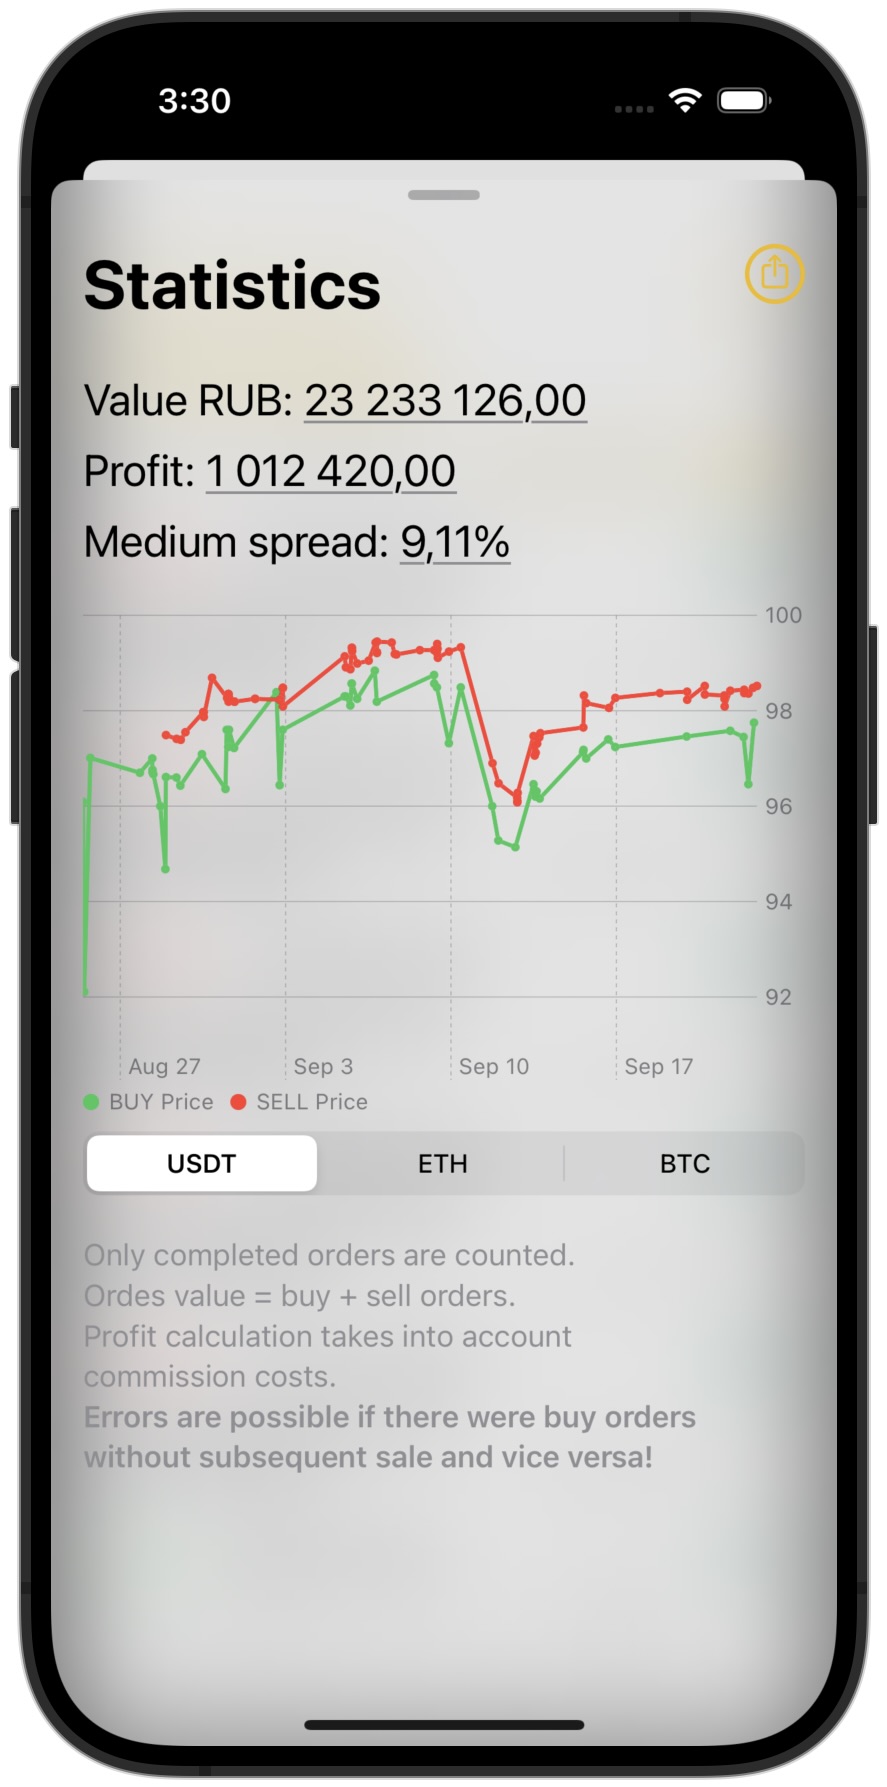 3:30
Statistics
Value RUB: 23 233 126,00
Profit: 1 012 420,00
Medium spread: 9,11%
100
98
96
94
92
Aug 27 Sep 3 Sep 10 Sep 17
BUY Price SELL Price
USDT ETH BTC
Only completed orders are counted.
Ordes value = buy + sell orders.
Profit calculation takes into account
commission costs.
Errors are possible if there were buy orders
without subsequent sale and vice versa!